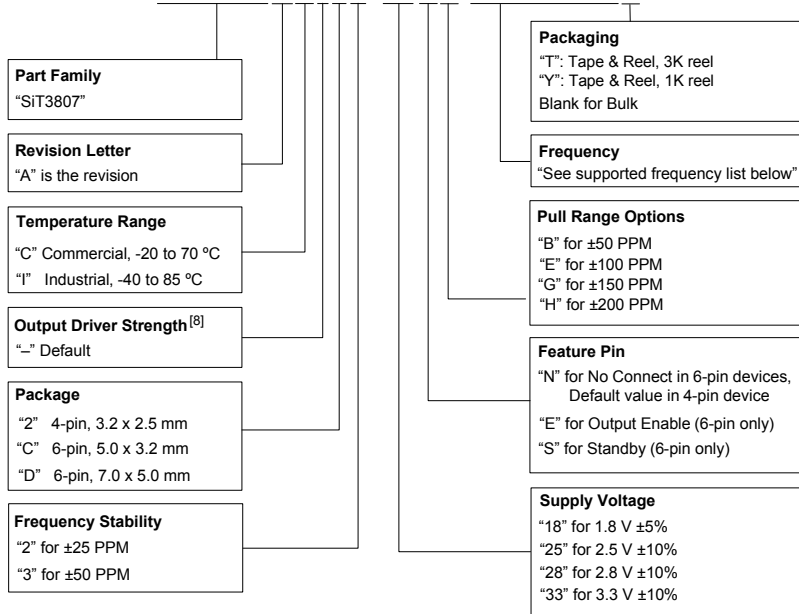 Part Family
“SiT3807”
Revision Letter
“A” is the revision
Temperature Range
“C” Commercial, -20 to 70 ºC
“I” Industrial, -40 to 85 ºC
Output Driver Strength[8]
“–” Default
Package
“2” 4-pin, 3.2 x 2.5 mm
“C” 6-pin, 5.0 x 3.2 mm
“D” 6-pin, 7.0 x 5.0 mm
Frequency Stability
“2” for ±25 PPM
“3” for ±50 PPM
Packaging
“T”: Tape & Reel, 3K reel
“Y”: Tape & Reel, 1K reel
Blank for Bulk
Frequency
“See supported frequency list below”
Pull Range Options
“B” for ±50 PPM
“E” for ±100 PPM
“G” for ±150 PPM
“H” for ±200 PPM
Feature Pin
“N” for No Connect in 6-pin devices,
Default value in 4-pin device
“E” for Output Enable (6-pin only)
“S” for Standby (6-pin only)
Supply Voltage
“18” for 1.8 V ±5%
“25” for 2.5 V ±10%
“28” for 2.8 V ±10%
“33” for 3.3 V ±10%